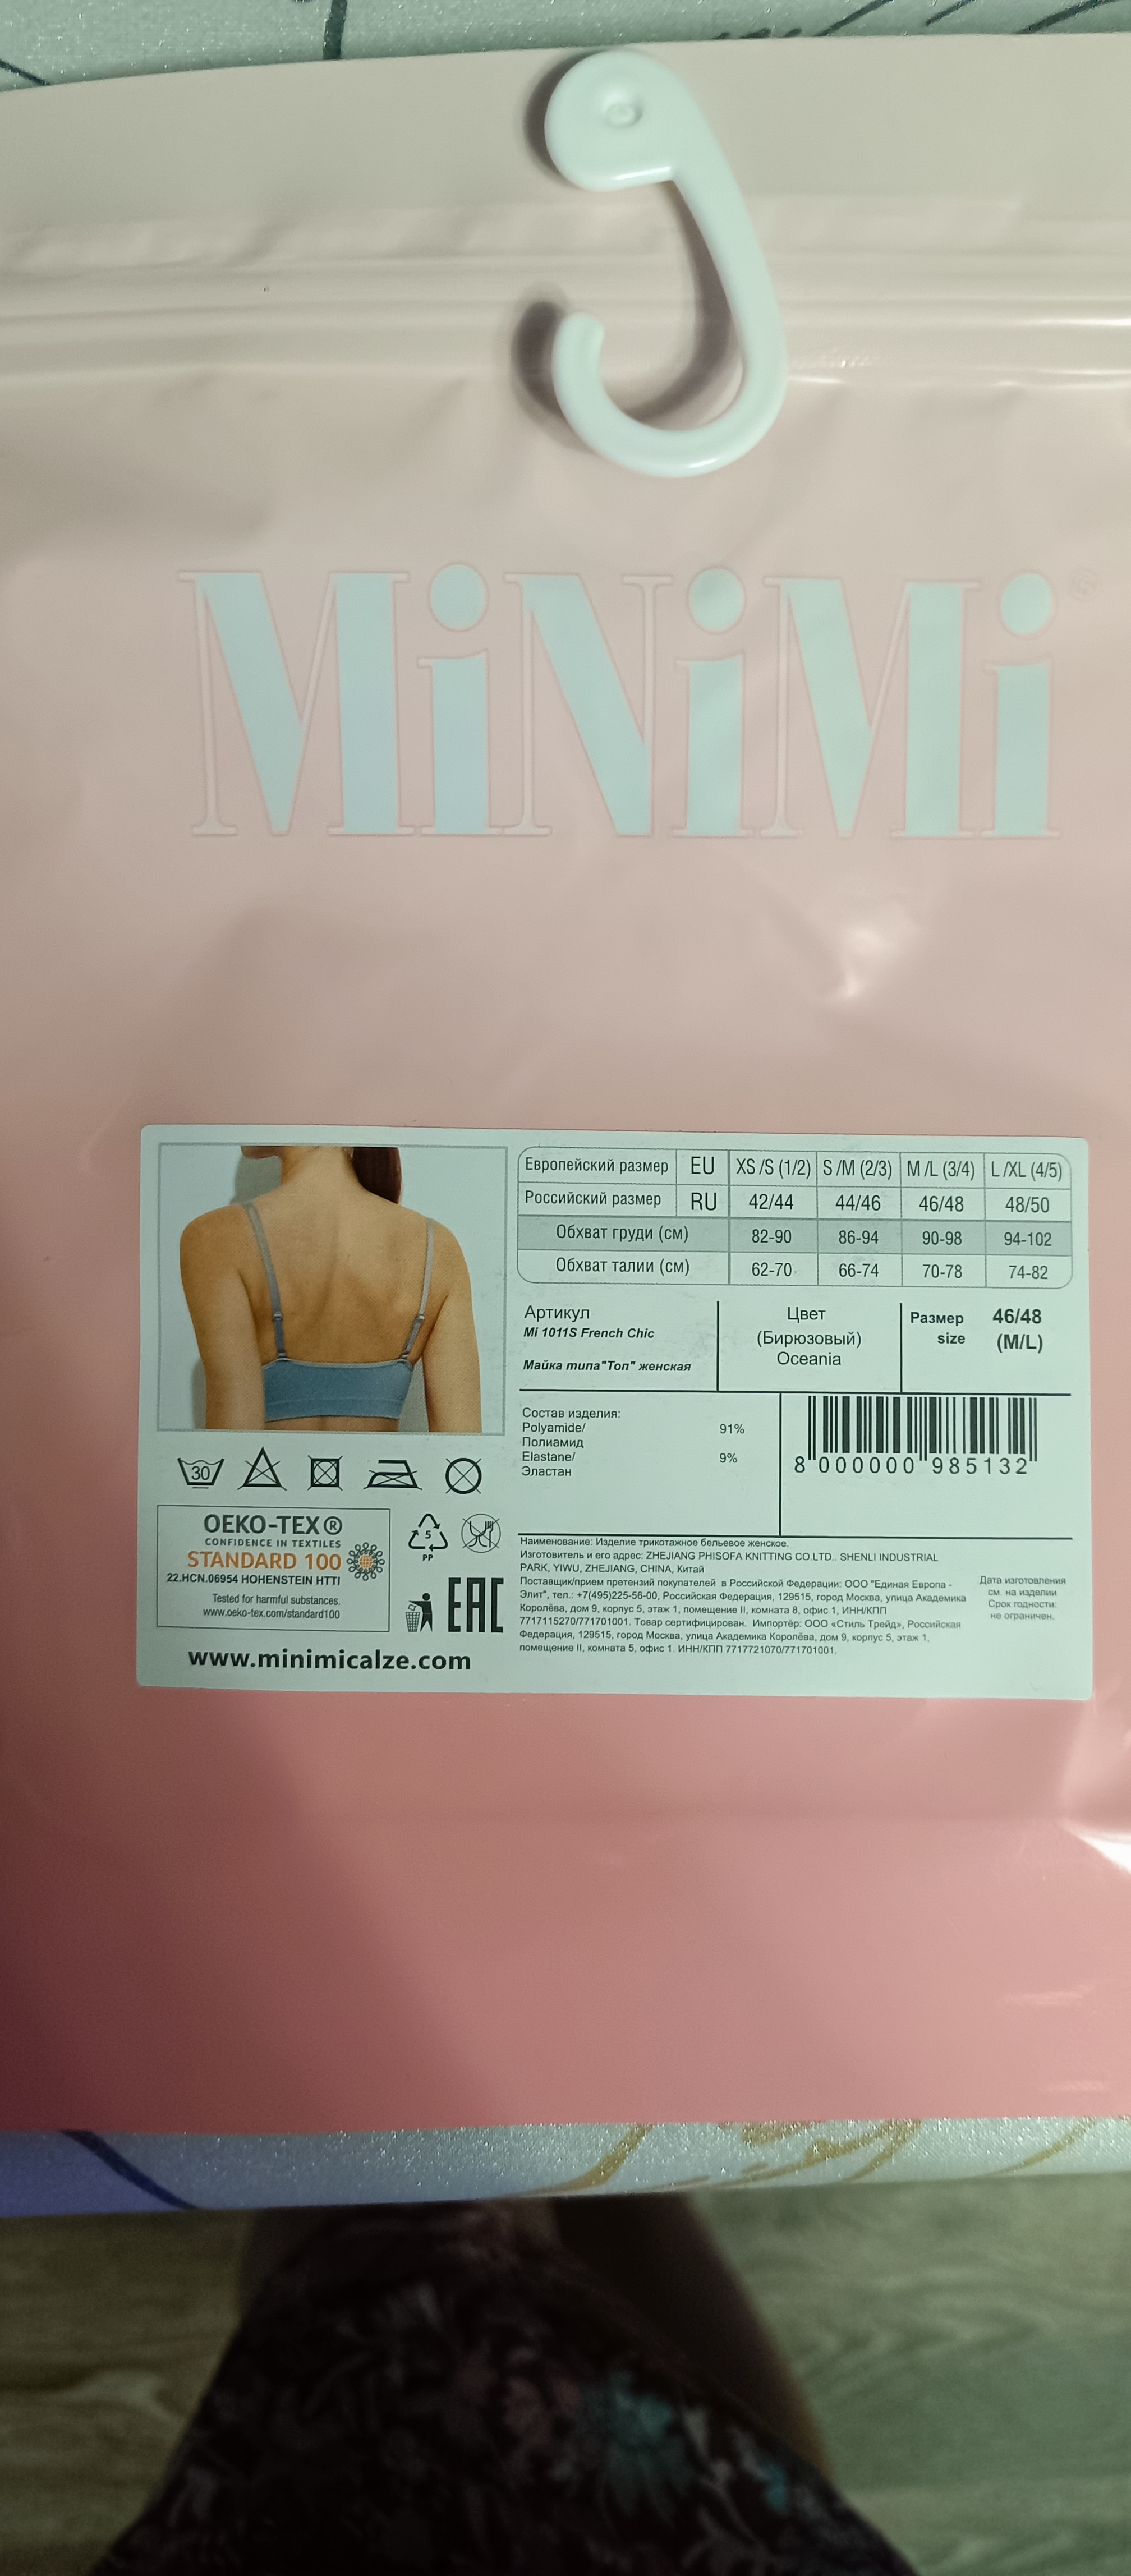 MiNiMi®
Европейский размер EU XS/S (1/2) S/M (2/3) M/L (3/4) L/XL (4/5)
Российский размер RU 42/44 44/46 46/48 48/50
Обхват груди (см) 82-90 86-94 90-98 94-102
Обхват талии (см) 62-70 66-74 70-78 74-82
Артикул
Mi 1011S French Chic
Майка типа"Топ" женская
Цвет
(Бирюзовый)
Oceania
Размер 46/48
size (M/L)
Состав изделия:
Polyamide/ 91%
Полиамид
Elastane/ 9%
Эластан
8 000000 985132
30
OEKO-TEX®
CONFIDENCE IN TEXTILES
STANDARD 100
22.HCN.06954 HOHENSTEIN HTTI
Tested for harmful substances.
www.oeko-tex.com/standard100
5
PP
EAC
www.minimicalze.com
Наименование: Изделие трикотажное бельевое женское.
Изготовитель и его адрес: ZHEJIANG PHISOFA KNITTING CO.LTD.. SHENLI INDUSTRIAL
PARK, YIWU, ZHEJIANG, CHINA, Китай
Поставщик/прием претензий покупателей в Российской Федерации: ООО "Единая Европа -
Элит", тел.: +7(495)225-56-00, Российская Федерация, 129515, город Москва, улица Академика
Королёва, дом 9, корпус 5, этаж 1, помещение II, комната 8, офис 1, ИНН/КПП
7717115270/771701001. Товар сертифицирован. Импортёр: ООО «Стиль Трейд», Российская
Федерация, 129515, город Москва, улица Академика Королёва, дом 9, корпус 5, этаж 1,
помещение II, комната 5, офис 1. ИНН/КПП 7717721070/771701001.
Дата изготовления
см. на изделии
Срок годности:
не ограничен.